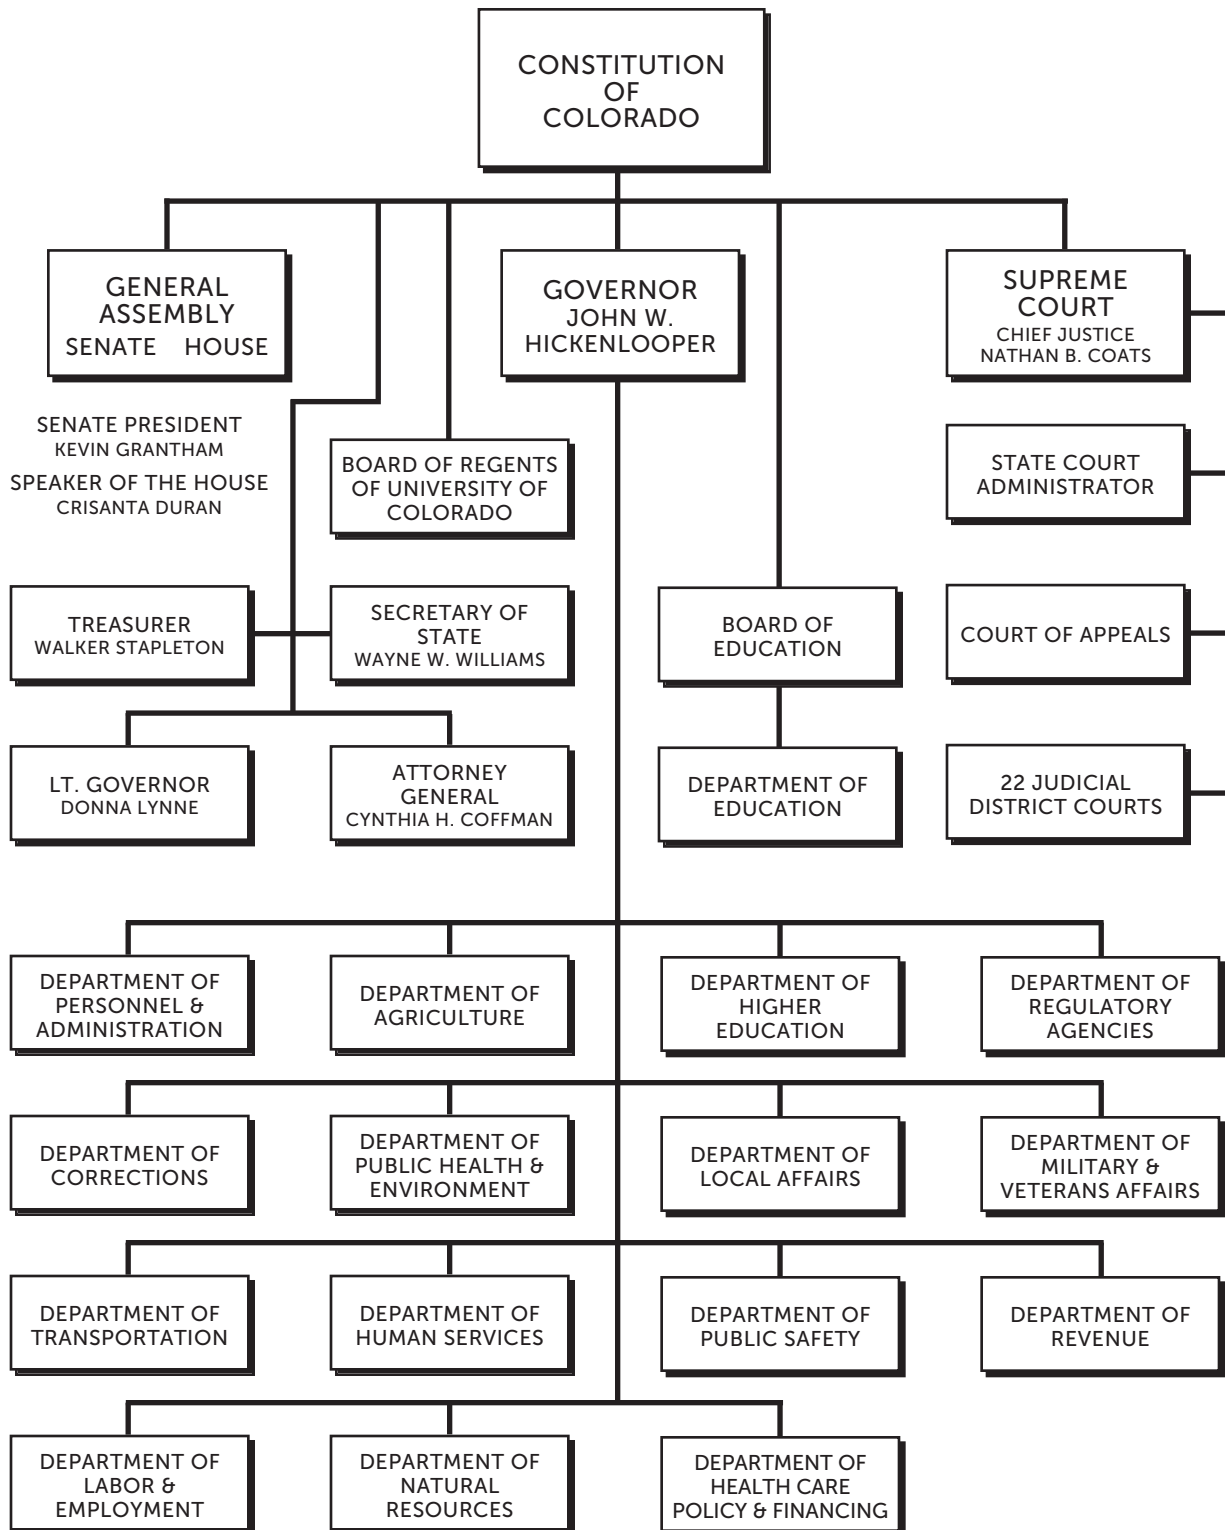 CONSTITUTION
OF
COLORADO
GENERAL
ASSEMBLY
SENATE HOUSE
GOVERNOR
JOHN W.
HICKENLOOPER
SUPREME
COURT
CHIEF JUSTICE
NATHAN B. COATS
SENATE PRESIDENT
KEVIN GRANTHAM
SPEAKER OF THE HOUSE
CRISANTA DURAN
BOARD OF REGENTS
OF UNIVERSITY OF
COLORADO
STATE COURT
ADMINISTRATOR
TREASURER
WALKER STAPLETON
SECRETARY OF
STATE
WAYNE W. WILLIAMS
BOARD OF
EDUCATION
COURT OF APPEALS
LT. GOVERNOR
DONNA LYNNE
ATTORNEY
GENERAL
CYNTHIA H. COFFMAN
DEPARTMENT OF
EDUCATION
22 JUDICIAL
DISTRICT COURTS
DEPARTMENT OF
PERSONNEL &
ADMINISTRATION
DEPARTMENT OF
AGRICULTURE
DEPARTMENT OF
HIGHER
EDUCATION
DEPARTMENT OF
REGULATORY
AGENCIES
DEPARTMENT OF
CORRECTIONS
DEPARTMENT OF
PUBLIC HEALTH &
ENVIRONMENT
DEPARTMENT OF
LOCAL AFFAIRS
DEPARTMENT OF
MILITARY &
VETERANS AFFAIRS
DEPARTMENT OF
TRANSPORTATION
DEPARTMENT OF
HUMAN SERVICES
DEPARTMENT OF
PUBLIC SAFETY
DEPARTMENT OF
REVENUE
DEPARTMENT OF
LABOR &
EMPLOYMENT
DEPARTMENT OF
NATURAL
RESOURCES
DEPARTMENT OF
HEALTH CARE
POLICY & FINANCING